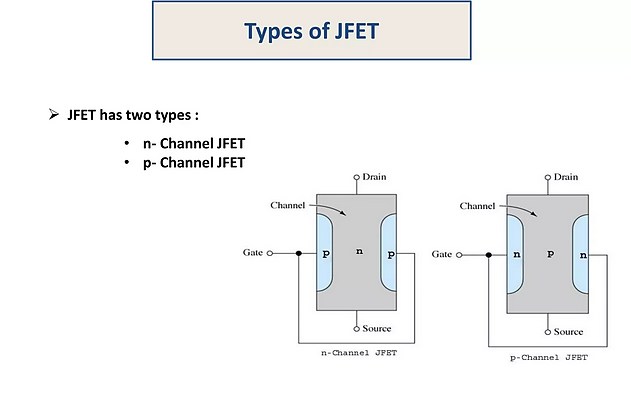 Types of JFET
➢ JFET has two types :
• n- Channel JFET
• p- Channel JFET
Drain
Channel
Gate
p n p
Source
n-Channel JFET
Drain
Channel
Gate
n p n
Source
p-Channel JFET